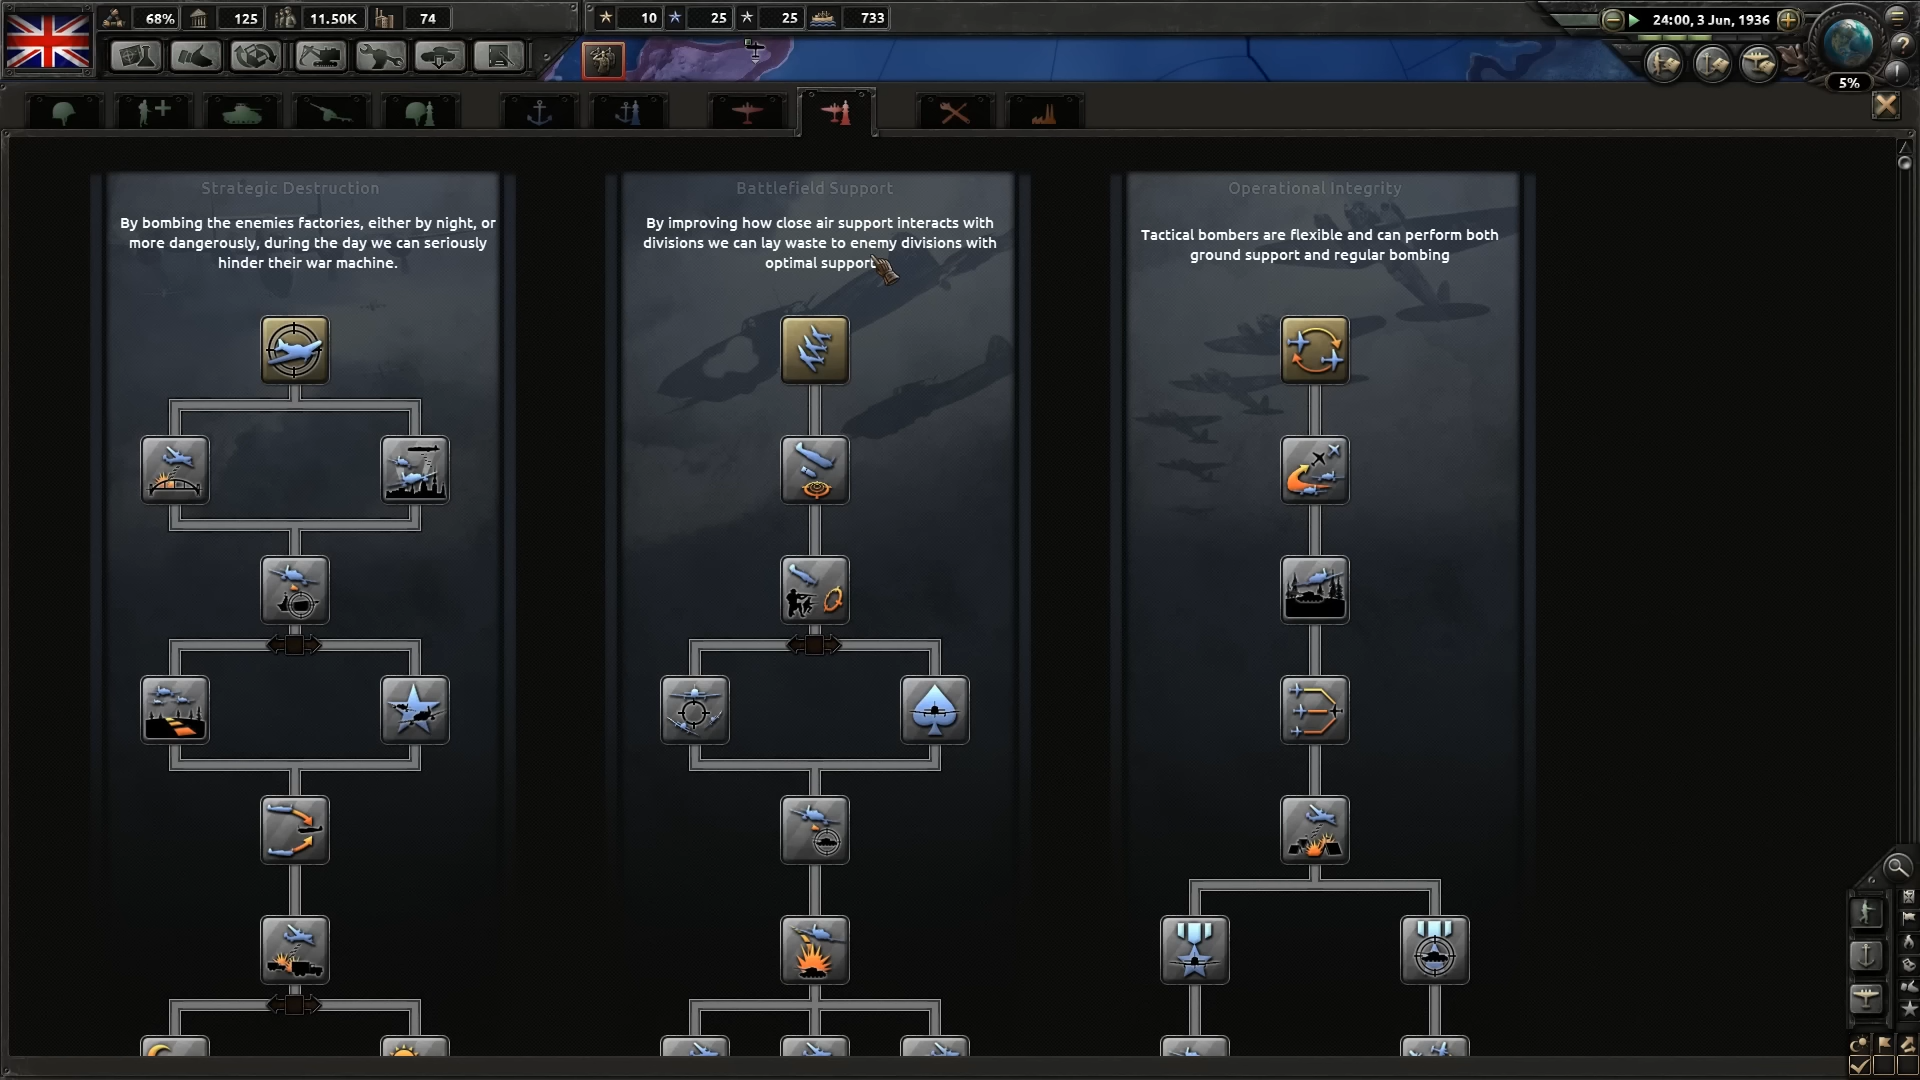 68%
125
11.50K
74
10
25
25
733
24:00, 3 Jun, 1936
5%
Strategic Destruction
By bombing the enemies factories, either by night, or
more dangerously, during the day we can seriously
hinder their war machine.
Battlefield Support
By improving how close air support interacts with
divisions we can lay waste to enemy divisions with
optimal support
Operational Integrity
Tactical bombers are flexible and can perform both
ground support and regular bombing